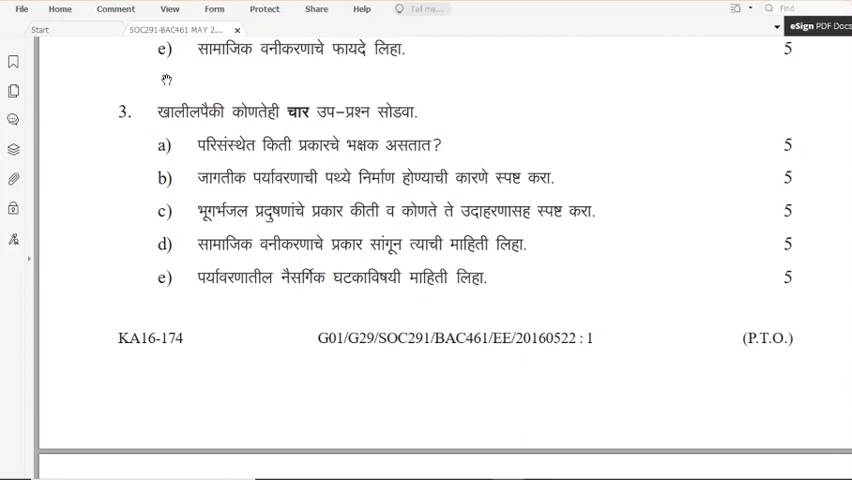 File Home Comment View Form Protect Share Help Tell me... Find
Start SOC291-BAC461 MAY 2... × eSign PDF Docs
e) सामाजिक वनीकरणाचे फायदे लिहा. 5
3. खालीलपैकी कोणतेही चार उप-प्रश्न सोडवा.
a) परिसंस्थेत किती प्रकारचे भक्षक असतात? 5
b) जागतीक पर्यावरणाची पथ्ये निर्माण होण्याची कारणे स्पष्ट करा. 5
c) भूगर्भजल प्रदुषणांचे प्रकार कीती व कोणते ते उदाहरणासह स्पष्ट करा. 5
d) सामाजिक वनीकरणाचे प्रकार सांगून त्याची माहिती लिहा. 5
e) पर्यावरणातील नैसर्गिक घटकाविषयी माहिती लिहा. 5
KA16-174 G01/G29/SOC291/BAC461/EE/20160522 : 1 (P.T.O.)